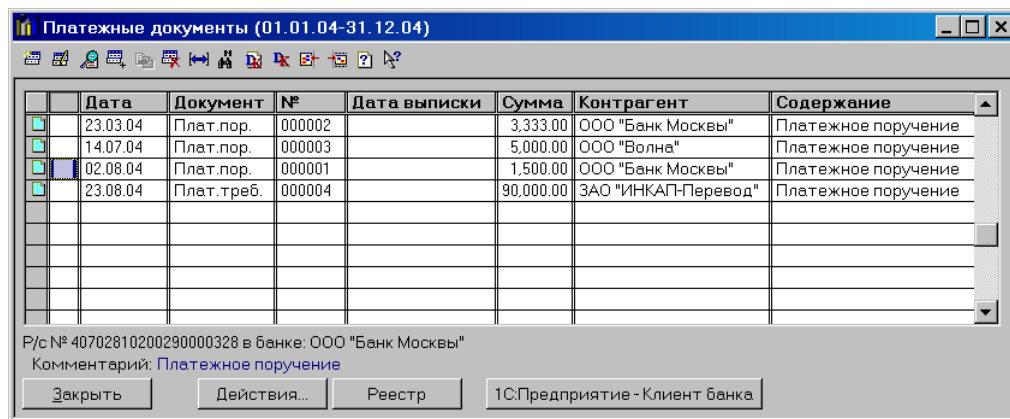 Платежные документы (01.01.04-31.12.04)
Дата Документ № Дата выписки Сумма Контрагент Содержание
23.03.04 Плат.пор. 000002 3,333.00 ООО "Банк Москвы" Платежное поручение
14.07.04 Плат.пор. 000003 5,000.00 ООО "Волна" Платежное поручение
02.08.04 Плат.пор. 000001 1,500.00 ООО "Банк Москвы" Платежное поручение
23.08.04 Плат.треб. 000004 90,000.00 ЗАО "ИНКАП-Перевод" Платежное поручение
Р/с № 40702810200290000328 в банке: ООО "Банк Москвы"
Комментарий: Платежное поручение
Закрыть Действия... Реестр 1С:Предприятие - Клиент банка